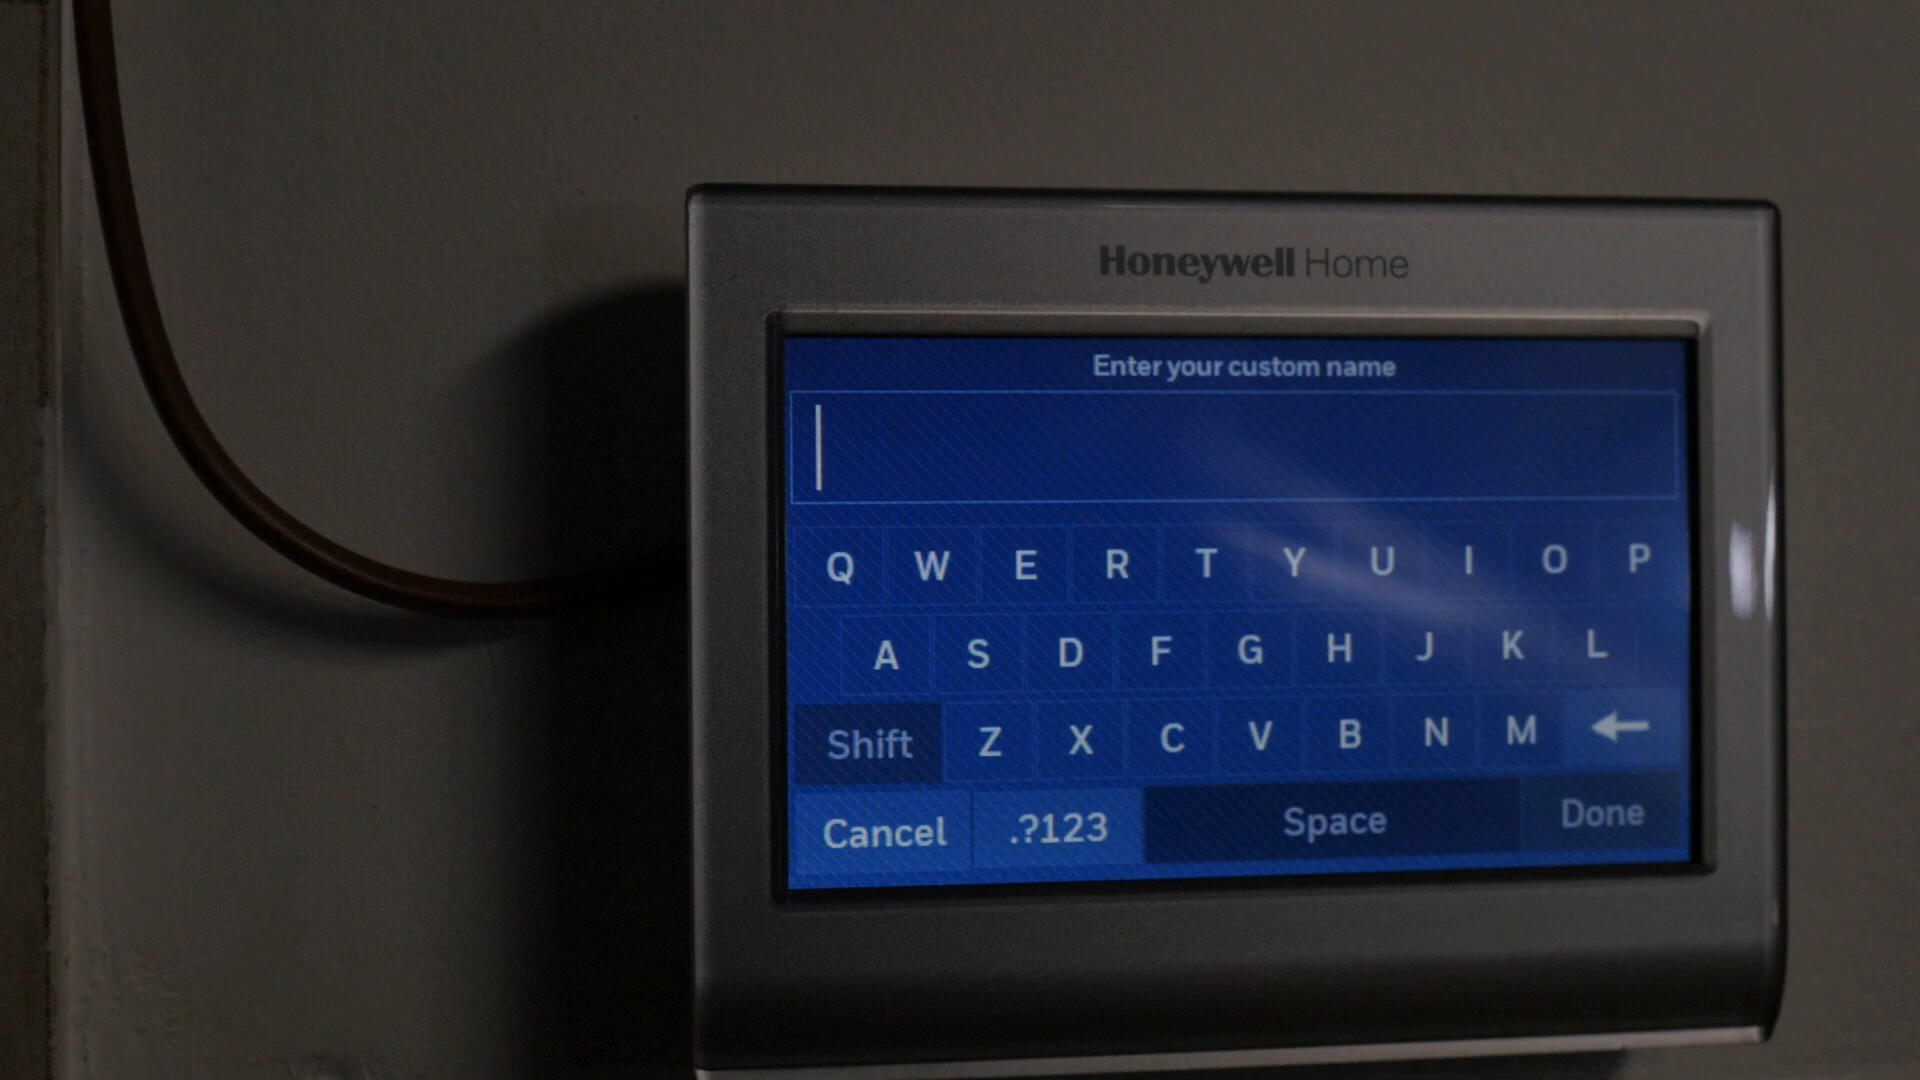 Honeywell Home
Enter your custom name
Q W E R T Y U I O P
A S D F G H J K L
Shift Z X C V B N M
Cancel .?123 Space Done